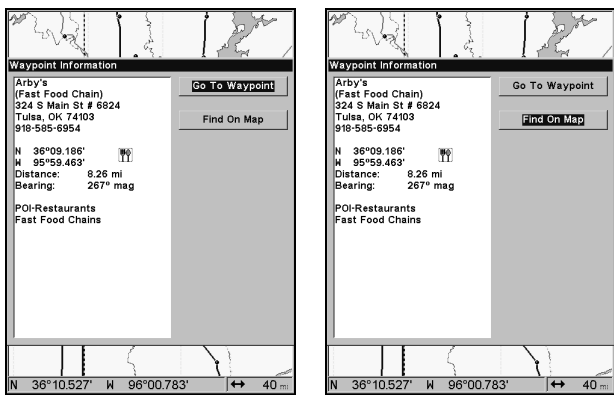 Waypoint Information
Arby's
(Fast Food Chain)
324 S Main St # 6824
Tulsa, OK 74103
918-585-6954
N 36°09.186'
W 95°59.463'
Distance: 8.26 mi
Bearing: 267° mag
POI-Restaurants
Fast Food Chains
Go To Waypoint
Find On Map
N 36°10.527' W 96°00.783' ↔ 40 mi
Waypoint Information
Arby's
(Fast Food Chain)
324 S Main St # 6824
Tulsa, OK 74103
918-585-6954
N 36°09.186'
W 95°59.463'
Distance: 8.26 mi
Bearing: 267° mag
POI-Restaurants
Fast Food Chains
Go To Waypoint
Find On Map
N 36°10.527' W 96°00.783' ↔ 40 mi